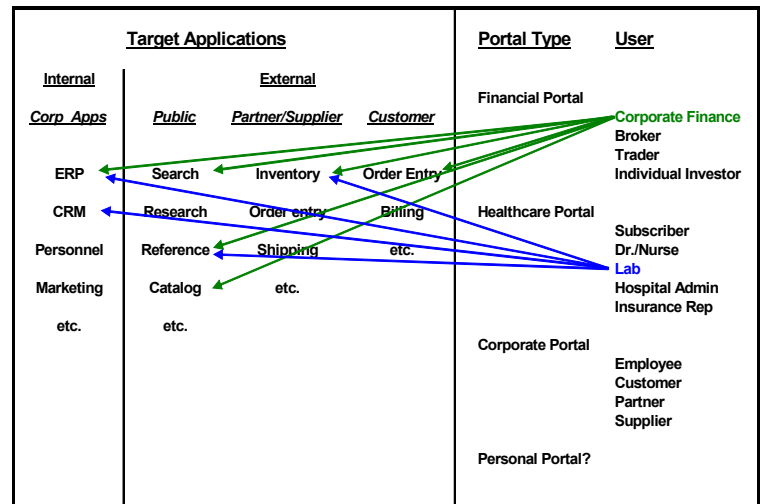 Target Applications Portal Type User
Internal External
Corp Apps Public Partner/Supplier Customer
Financial Portal
Corporate Finance
Broker
Trader
ERP Search Inventory Order Entry Individual Investor
CRM Research Order entry Billing Healthcare Portal
Subscriber
Personnel Reference Shipping etc. Dr./Nurse
Lab
Marketing Catalog etc. Hospital Admin
Insurance Rep
etc. etc.
Corporate Portal
Employee
Customer
Partner
Supplier
Personal Portal?